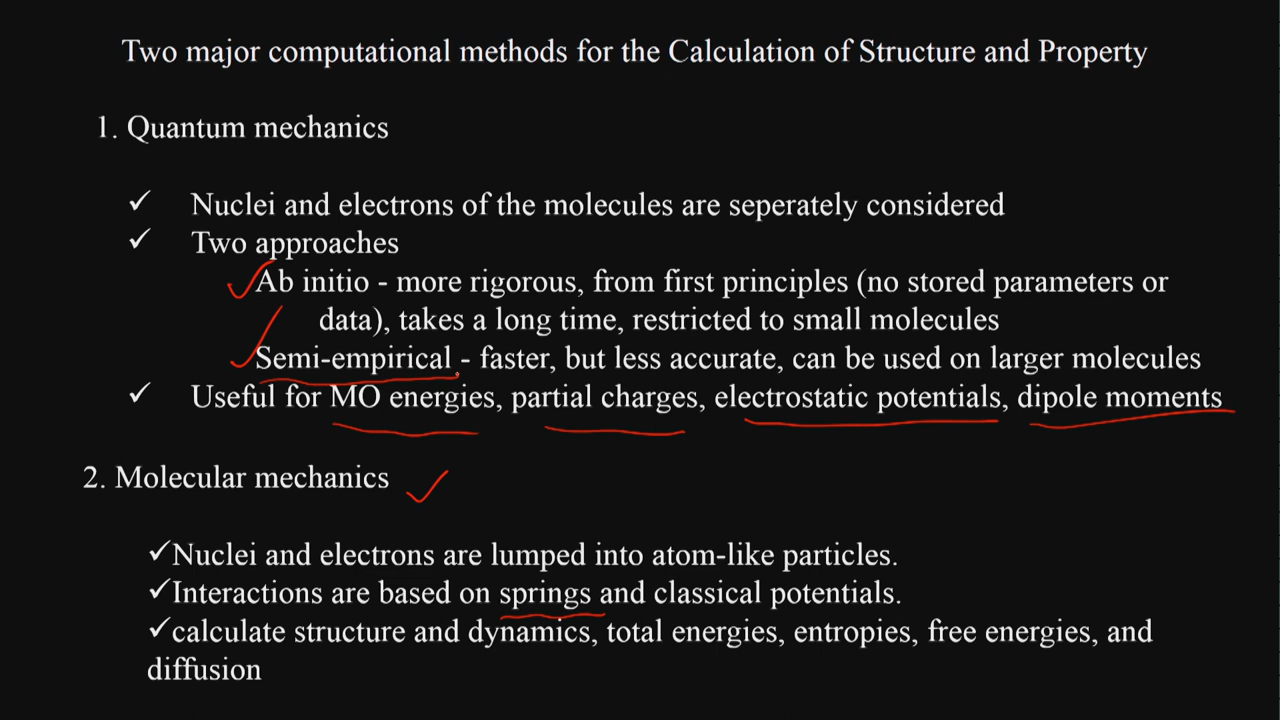 Two major computational methods for the Calculation of Structure and Property
1. Quantum mechanics
✓ Nuclei and electrons of the molecules are seperately considered
✓ Two approaches
Ab initio - more rigorous, from first principles (no stored parameters or
data), takes a long time, restricted to small molecules
Semi-empirical - faster, but less accurate, can be used on larger molecules
✓ Useful for MO energies, partial charges, electrostatic potentials, dipole moments
2. Molecular mechanics
✓Nuclei and electrons are lumped into atom-like particles.
✓Interactions are based on springs and classical potentials.
✓calculate structure and dynamics, total energies, entropies, free energies, and
diffusion